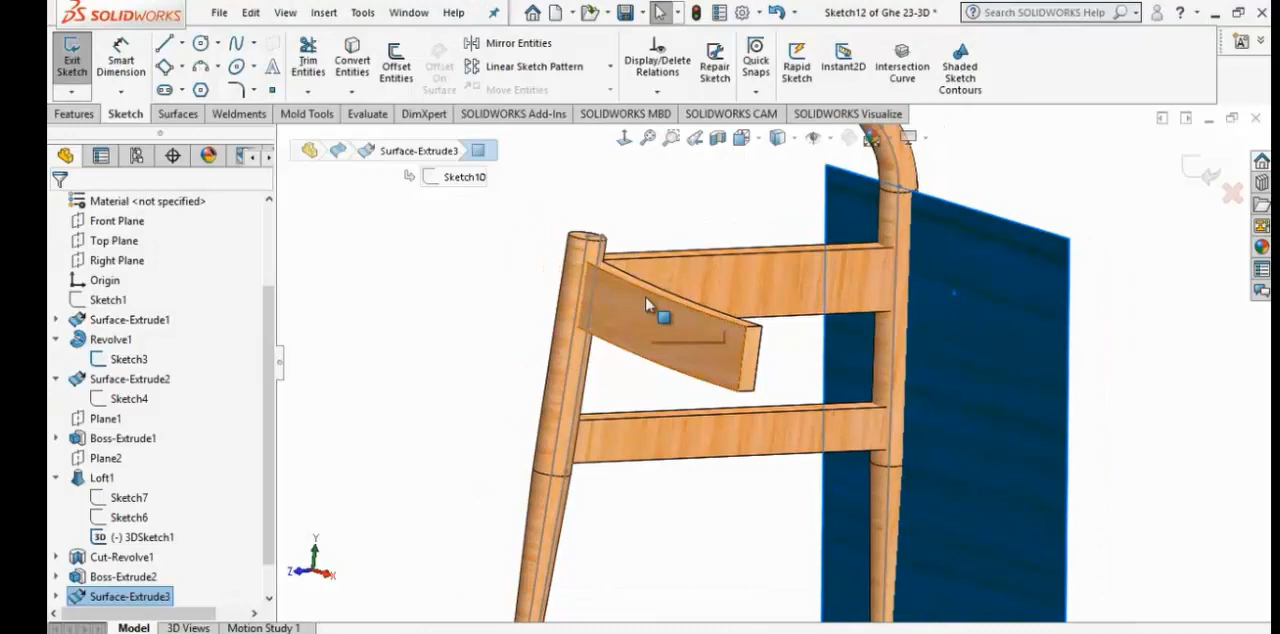 SOLIDWORKS
File
Edit
View
Insert
Tools
Window
Help
Sketch12 of Ghe 23-3D *
Search SOLIDWORKS Help
Exit Sketch
Smart Dimension
Trim Entities
Convert Entities
Offset Entities
Offset On Surface
Mirror Entities
Linear Sketch Pattern
Move Entities
Display/Delete Relations
Repair Sketch
Quick Snaps
Rapid Sketch
Instant2D
Intersection Curve
Shaded Sketch Contours
Features
Sketch
Surfaces
Weldments
Mold Tools
Evaluate
DimXpert
SOLIDWORKS Add-Ins
SOLIDWORKS MBD
SOLIDWORKS CAM
SOLIDWORKS Visualize
Surface-Extrude3
Sketch10
Material <not specified>
Front Plane
Top Plane
Right Plane
Origin
Sketch1
Surface-Extrude1
Revolve1
Sketch3
Surface-Extrude2
Sketch4
Plane1
Boss-Extrude1
Plane2
Loft1
Sketch7
Sketch6
3D (-) 3DSketch1
Cut-Revolve1
Boss-Extrude2
Surface-Extrude3
Y
Z
X
Model
3D Views
Motion Study 1